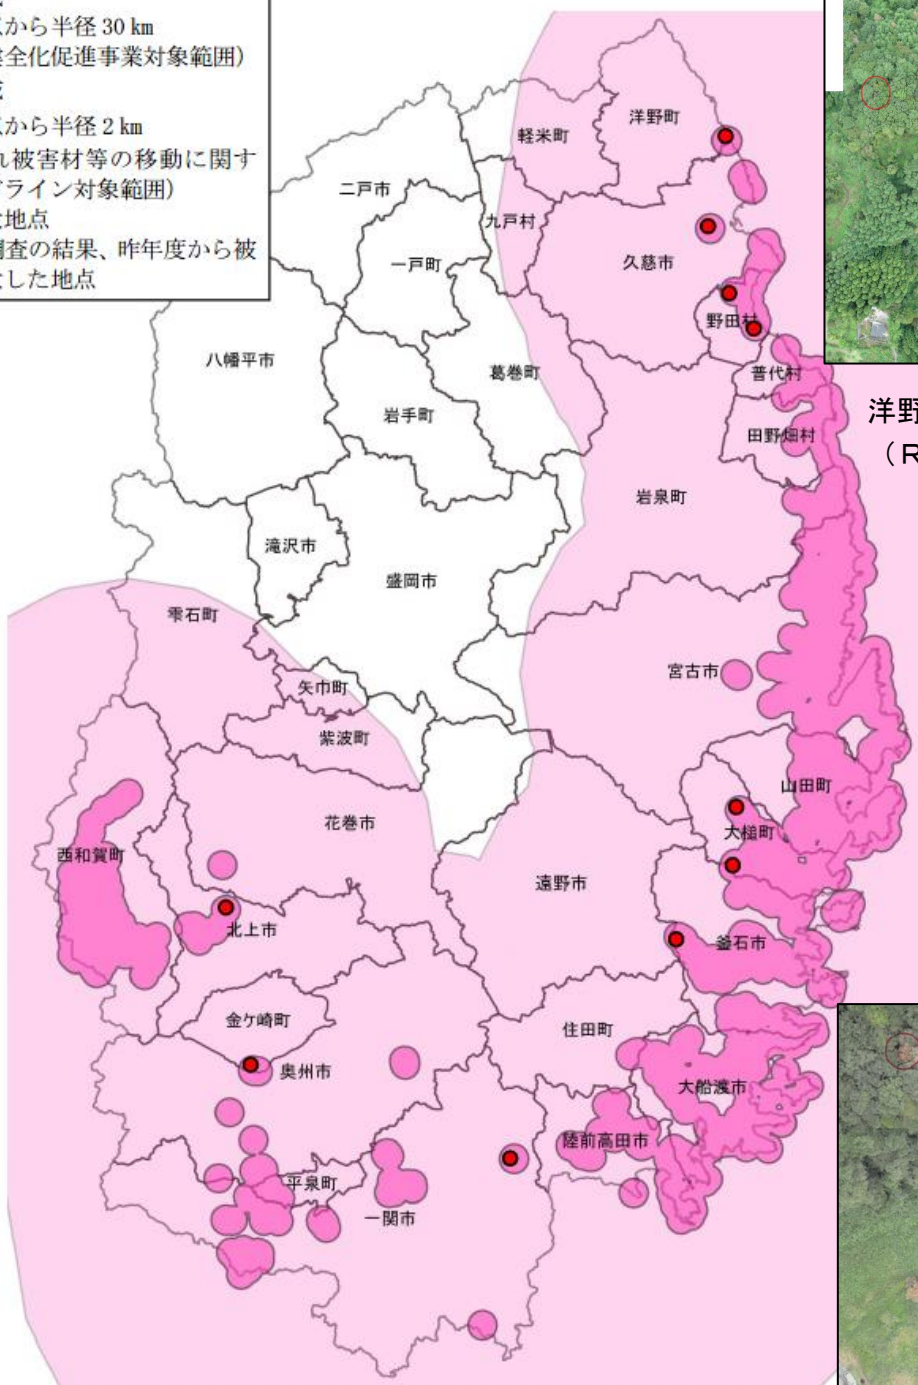 から半径 30 km
全化促進事業対象範囲)
から半径 2 km
被害材等の移動に関す
ライン対象範囲)
地点
調査の結果、昨年度から被
した地点
洋野町
軽米町
二戸市
九戸村
久慈市
一戸町
野田村
八幡平市
葛巻町
普代村
岩手町
洋野
田野畑村
(R
岩泉町
滝沢市
盛岡市
雫石町
宮古市
矢巾町
紫波町
山田町
花巻市
大槌町
西和賀町
遠野市
北上市
釜石市
金ケ崎町
住田町
奥州市
大船渡市
陸前高田市
平泉町
一関市